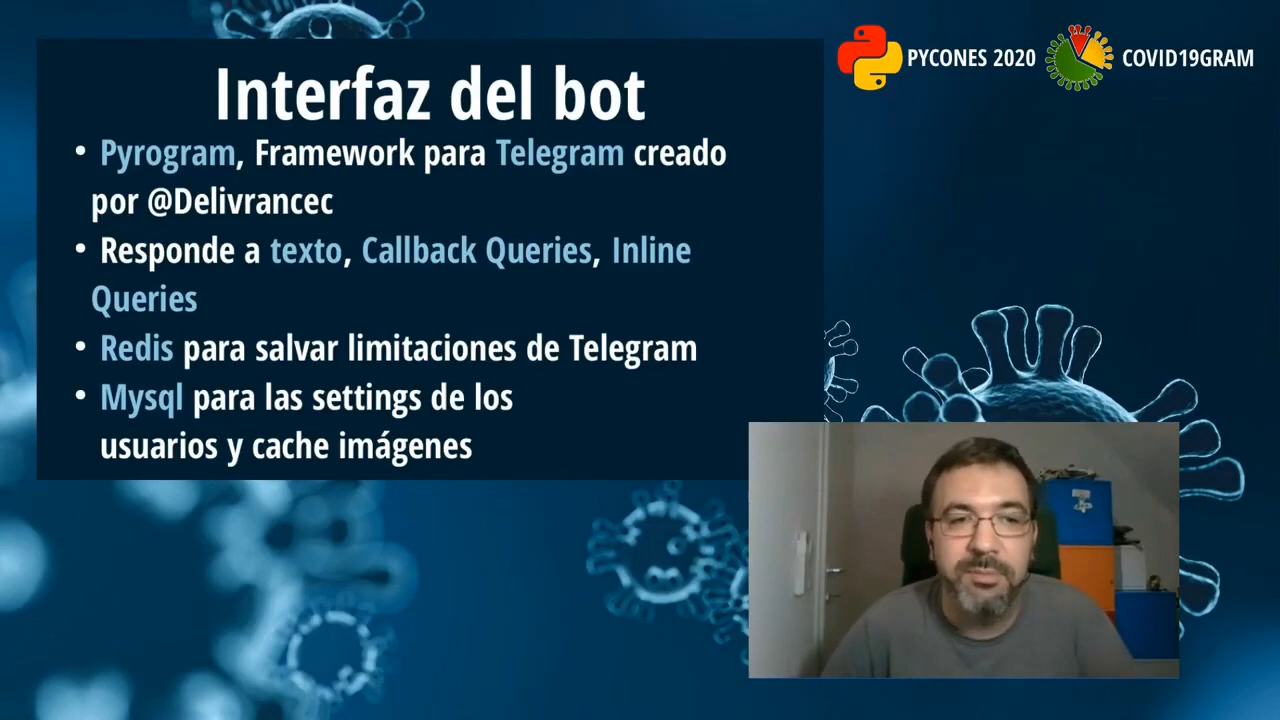 PYCONES 2020
COVID19GRAM
Interfaz del bot
• Pyrogram, Framework para Telegram creado
por @Delivrancec
• Responde a texto, Callback Queries, Inline
Queries
• Redis para salvar limitaciones de Telegram
• Mysql para las settings de los
usuarios y cache imágenes